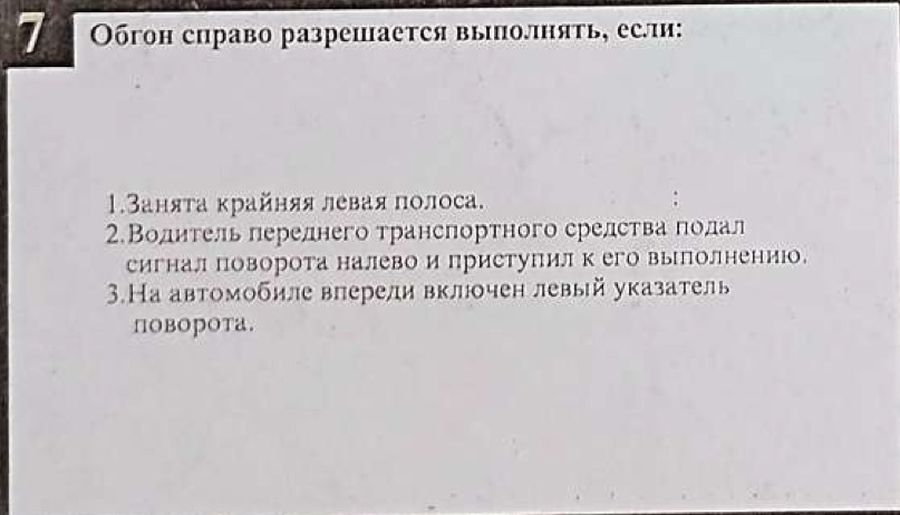 7
Обгон справо разрешается выполнять, если:
1.Занята крайняя левая полоса.
2.Водитель переднего транспортного средства подал
сигнал поворота налево и приступил к его выполнению.
3.На автомобиле впереди включен левый указатель
поворота.